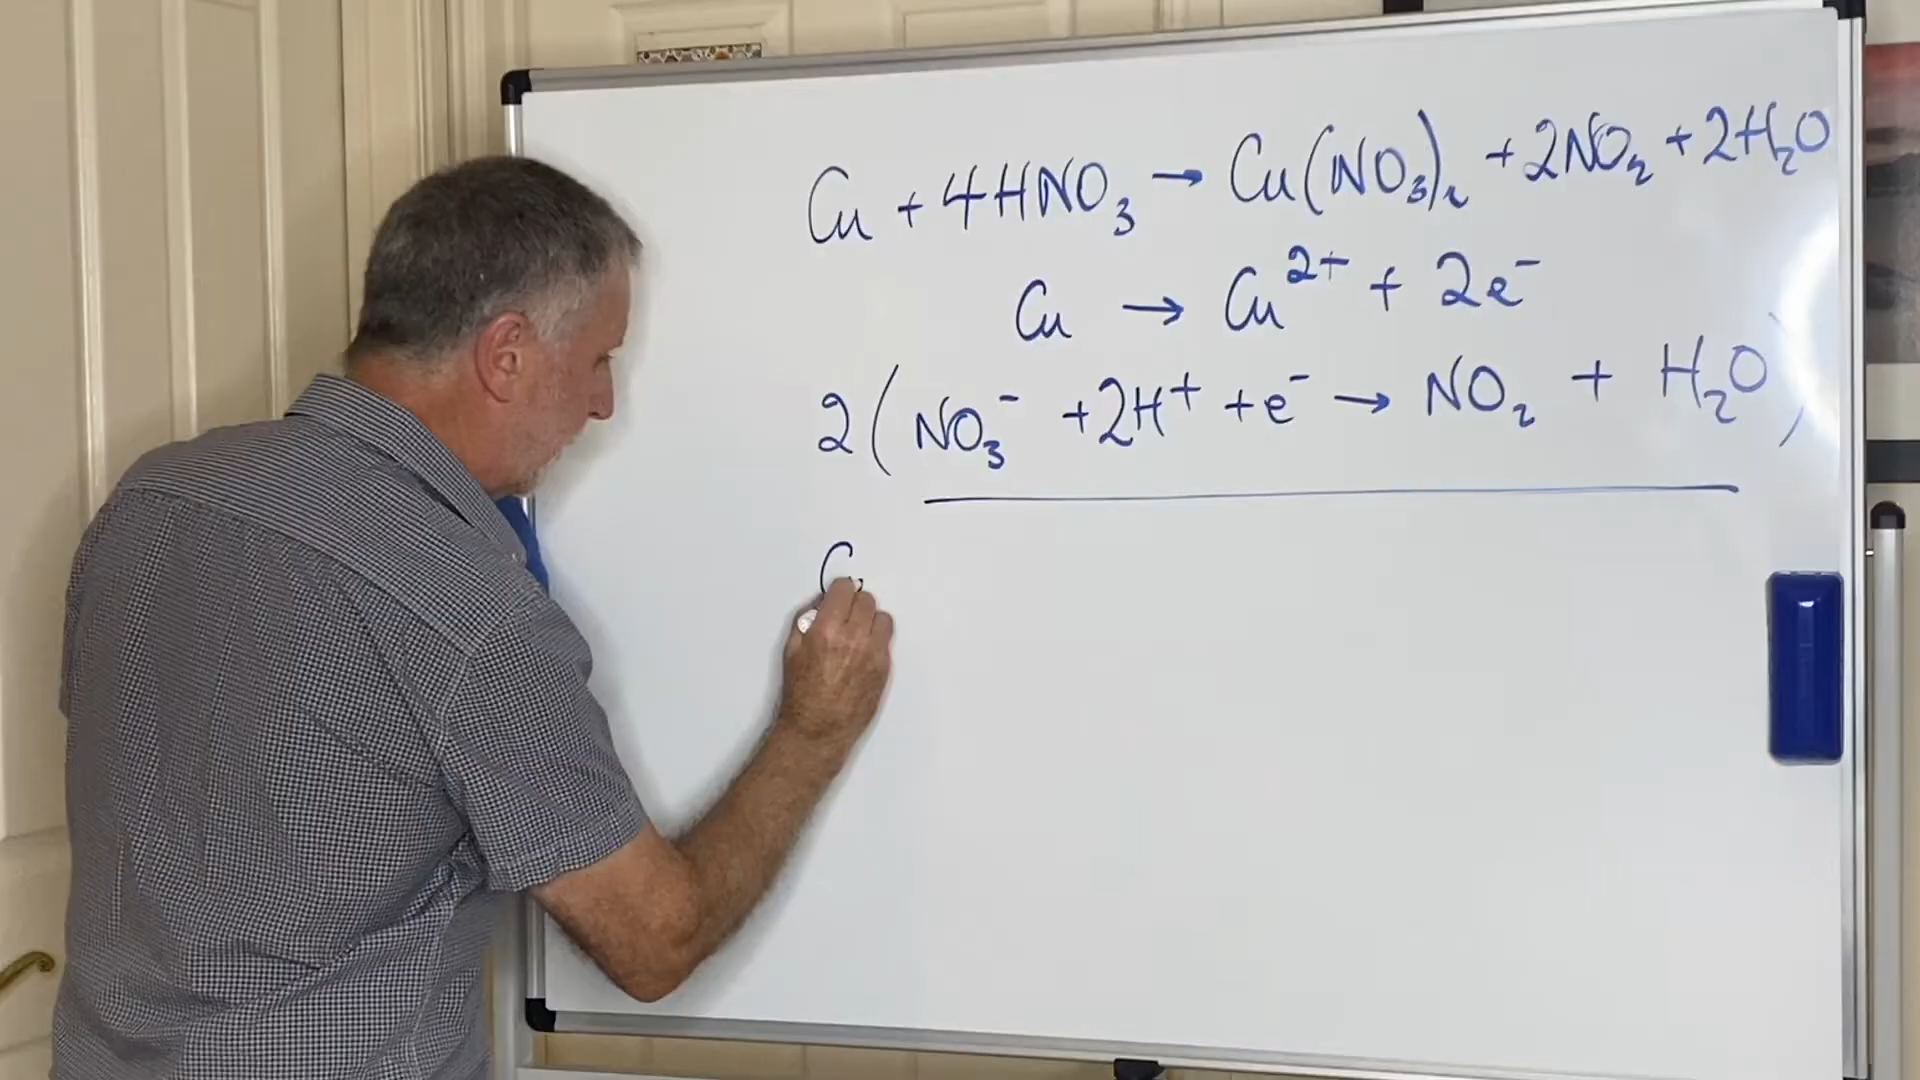 Cu + 4HNO₃ → Cu(NO₃)₂ + 2NO₂ + 2H₂O
Cu → Cu²⁺ + 2e⁻
2(NO₃⁻ + 2H⁺ + e⁻ → NO₂ + H₂O)
C